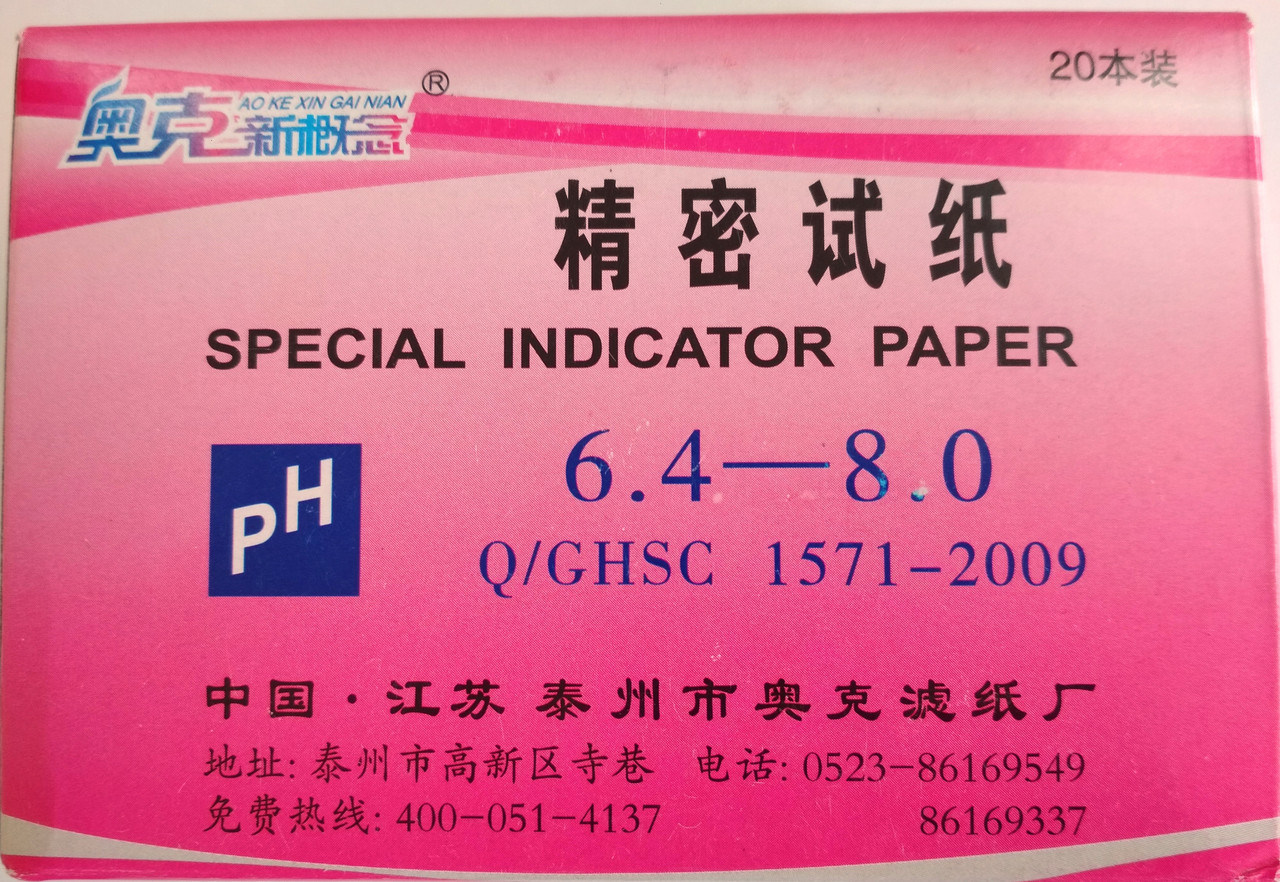 20本装
奥克新概念 AO KE XIN GAI NIAN ®
精密试纸
SPECIAL INDICATOR PAPER
pH 6.4—8.0
Q/GHSC 1571-2009
中国·江苏 泰州市奥克滤纸厂
地址: 泰州市高新区寺巷 电话: 0523-86169549
免费热线: 400-051-4137 86169337